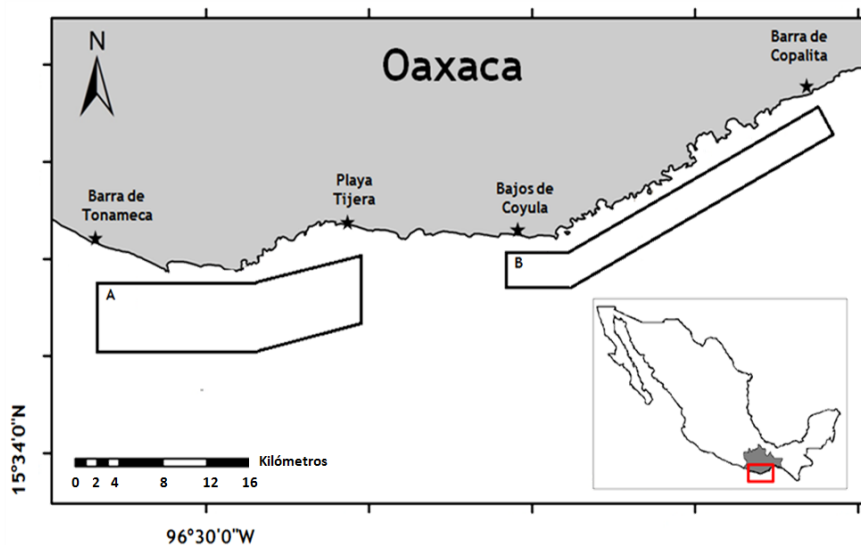 N
Oaxaca
Barra de
Copalita
Barra de
Tonameca
Playa
Tijera
Bajos de
Coyula
A
B
15°34'0"N
Kilómetros
0 2 4 8 12 16
96°30'0"W